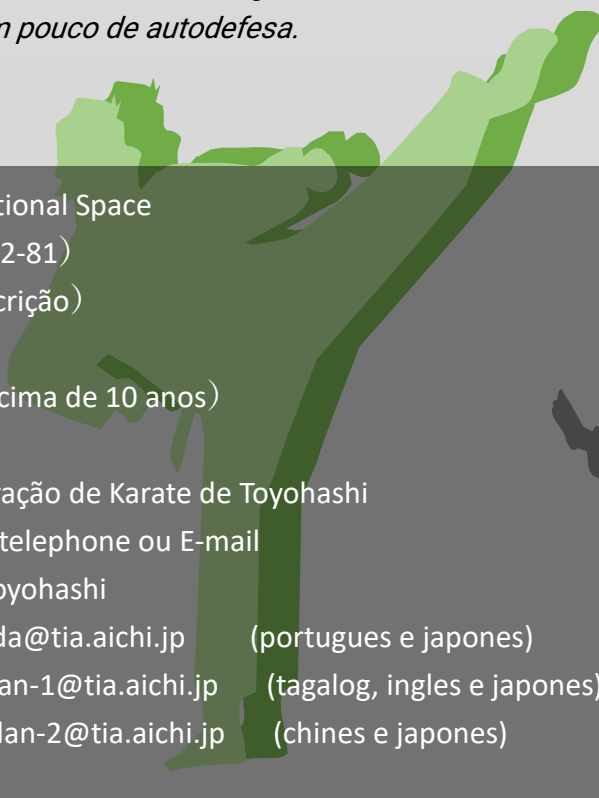 pouco de autodefesa.
tional Space
2-81）
crição）
cima de 10 anos）
ação de Karate de Toyohashi
telephone ou E-mail
oyohashi
da@tia.aichi.jp (portugues e japones)
an-1@tia.aichi.jp (tagalog, ingles e japones)
dan-2@tia.aichi.jp (chines e japones)